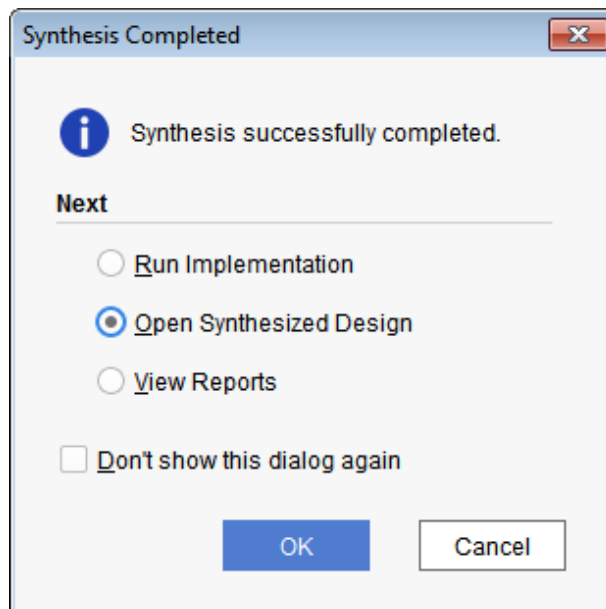 Synthesis Completed
Synthesis successfully completed.
Next
Run Implementation
Open Synthesized Design
View Reports
Don't show this dialog again
OK
Cancel